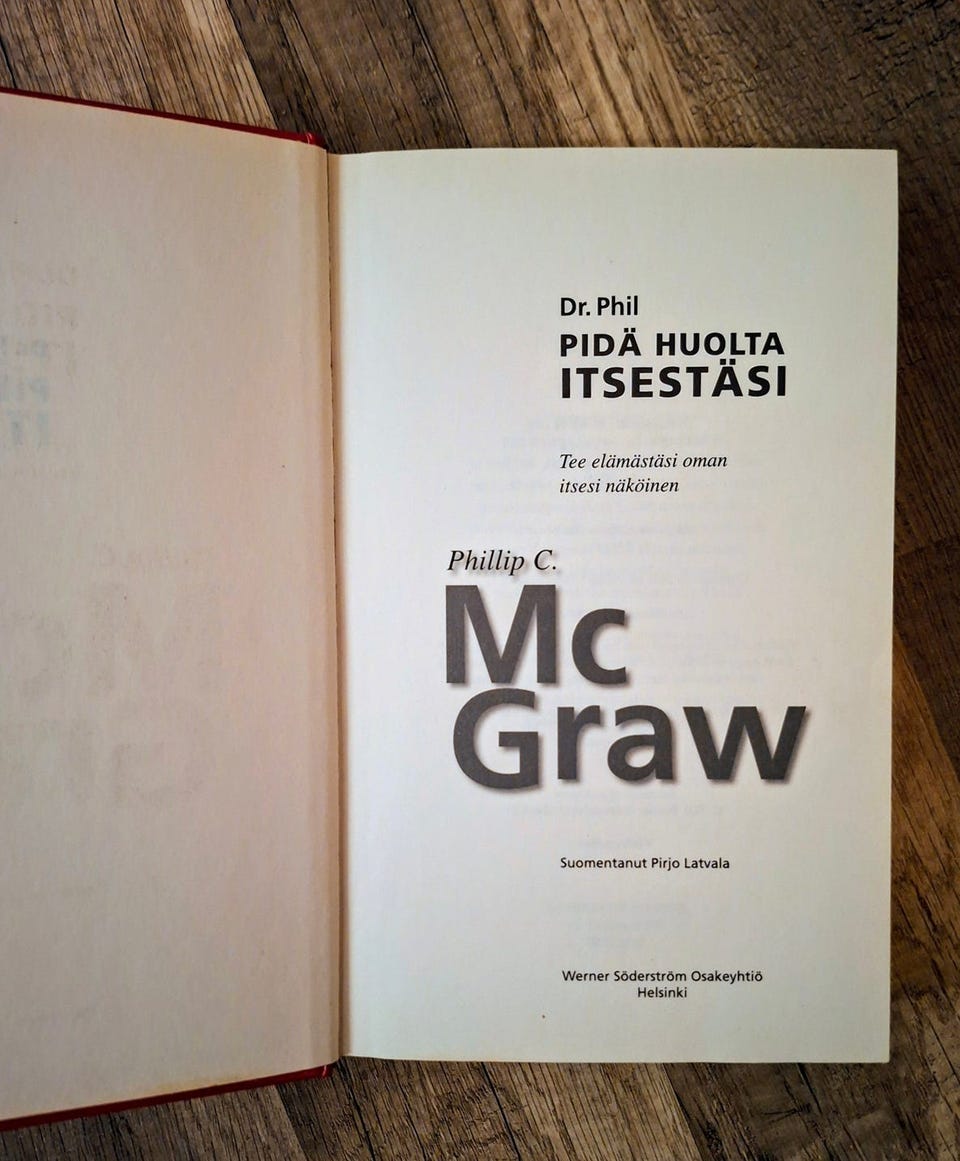 Dr. Phil
PIDÄ HUOLTA
ITSESTÄSI
Tee elämästäsi oman
itsesi näköinen
Phillip C.
Mc
Graw
Suomentanut Pirjo Latvala
Werner Söderström Osakeyhtiö
Helsinki